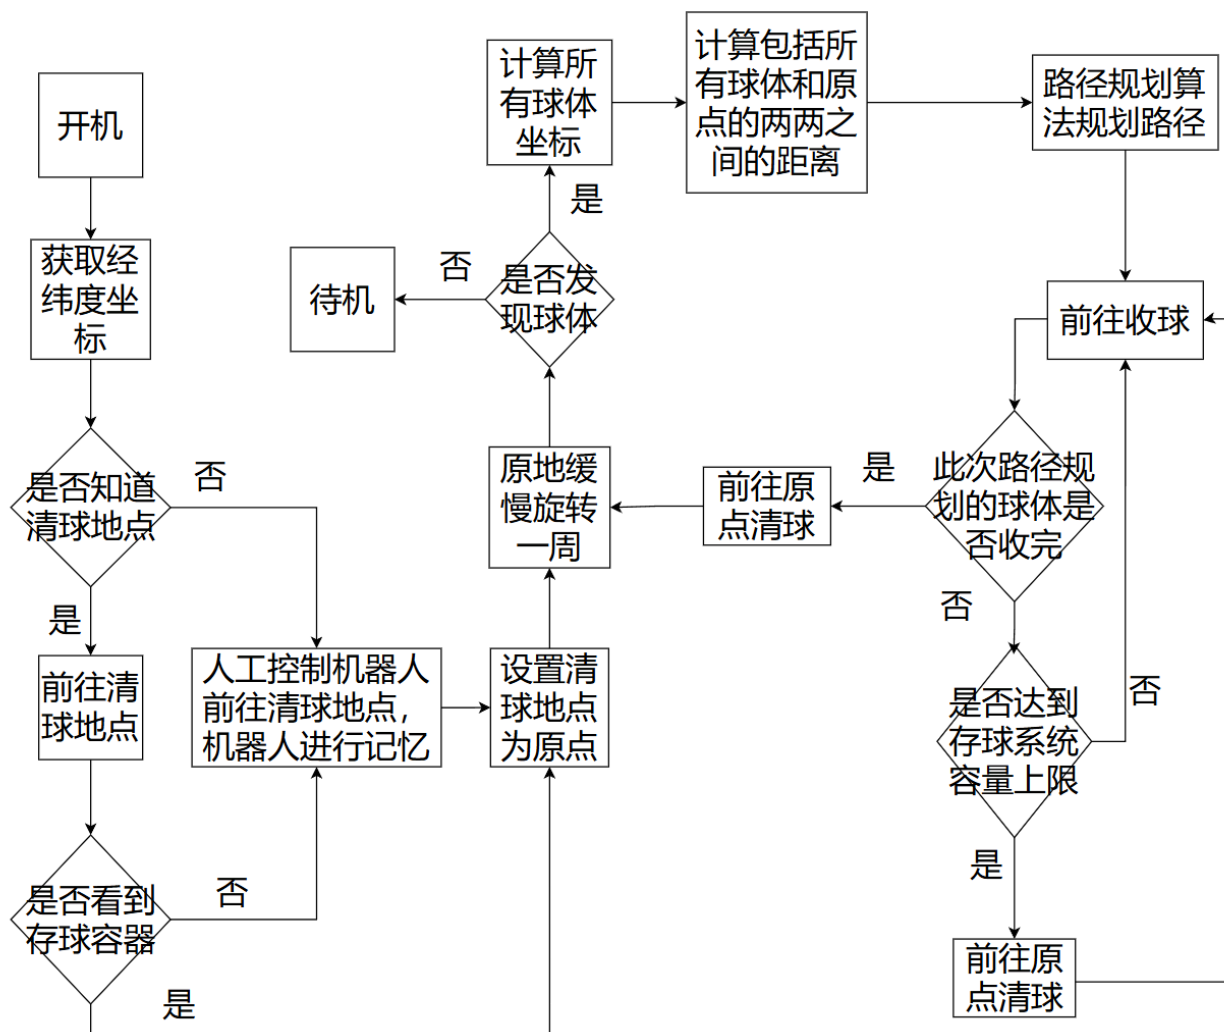 开机
获取经
纬度坐
标
是否知道
清球地点
否
是
前往清
球地点
是否看到
存球容器
否
是
人工控制机器人
前往清球地点，
机器人进行记忆
设置清
球地点
为原点
原地缓
慢旋转
一周
是否发
现球体
否
待机
是
计算所
有球体
坐标
计算包括所
有球体和原
点的两两之
间的距离
路径规划算
法规划路径
前往收球
此次路径规
划的球体是
否收完
是
前往原
点清球
否
是否达到
存球系统
容量上限
否
是
前往原
点清球